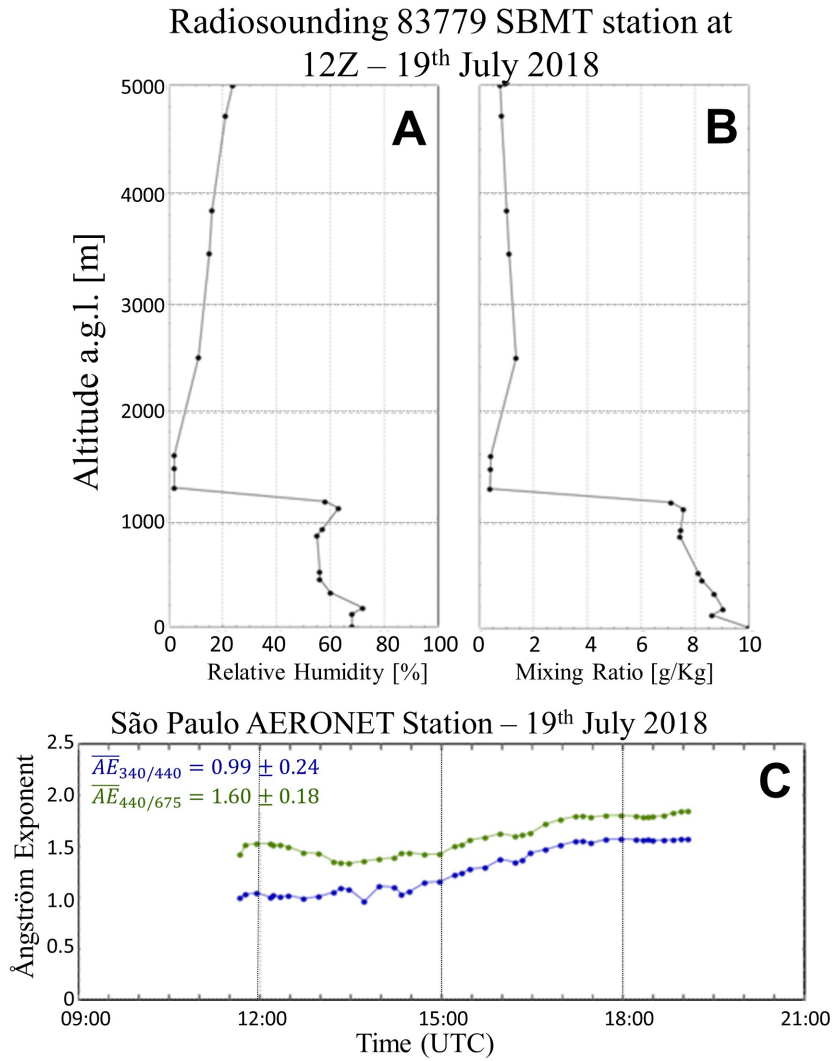 Radiosounding 83779 SBMT station at
12Z – 19th July 2018
A
B
5000
4000
3000
2000
1000
0
Altitude a.g.l. [m]
0 20 40 60 80 100
0 2 4 6 8 10
Relative Humidity [%]
Mixing Ratio [g/Kg]
São Paulo AERONET Station – 19th July 2018
C
AE340/440 = 0.99 ± 0.24
AE440/675 = 1.60 ± 0.18
Ångström Exponent
2.5
2.0
1.5
1.0
0.5
0
09:00 12:00 15:00 18:00 21:00
Time (UTC)